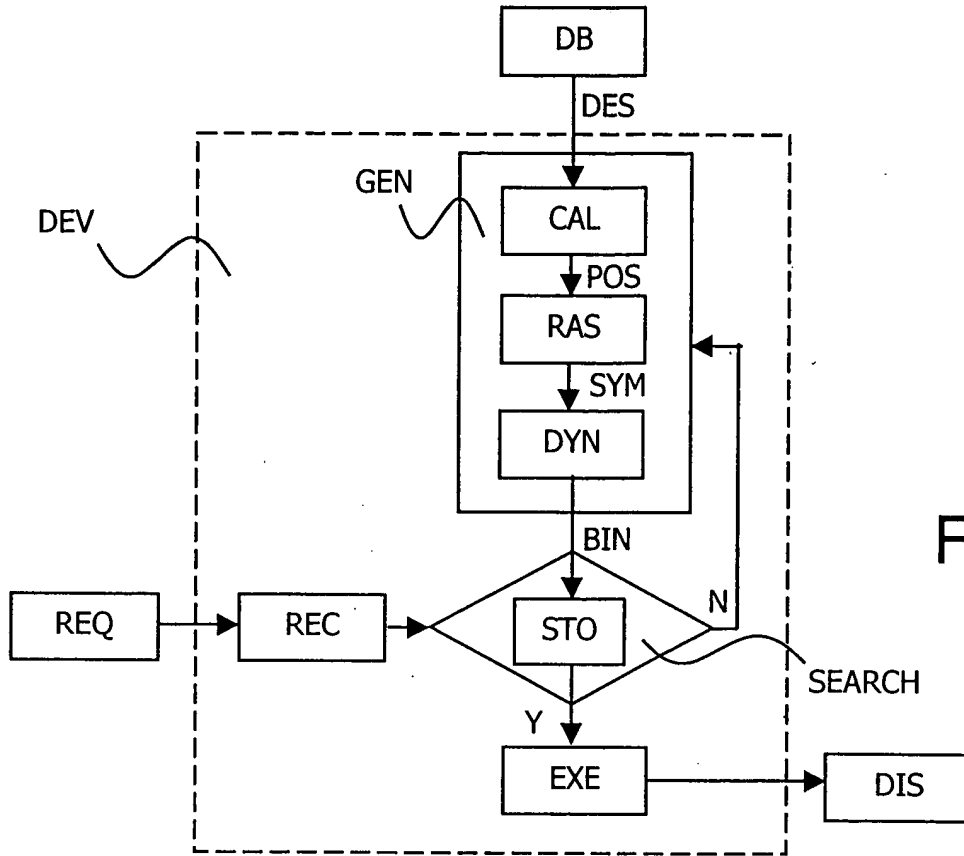 DB
DES
GEN
CAL
DEV
POS
RAS
SYM
DYN
BIN
F
N
REQ
REC
STO
SEARCH
Y
EXE
DIS